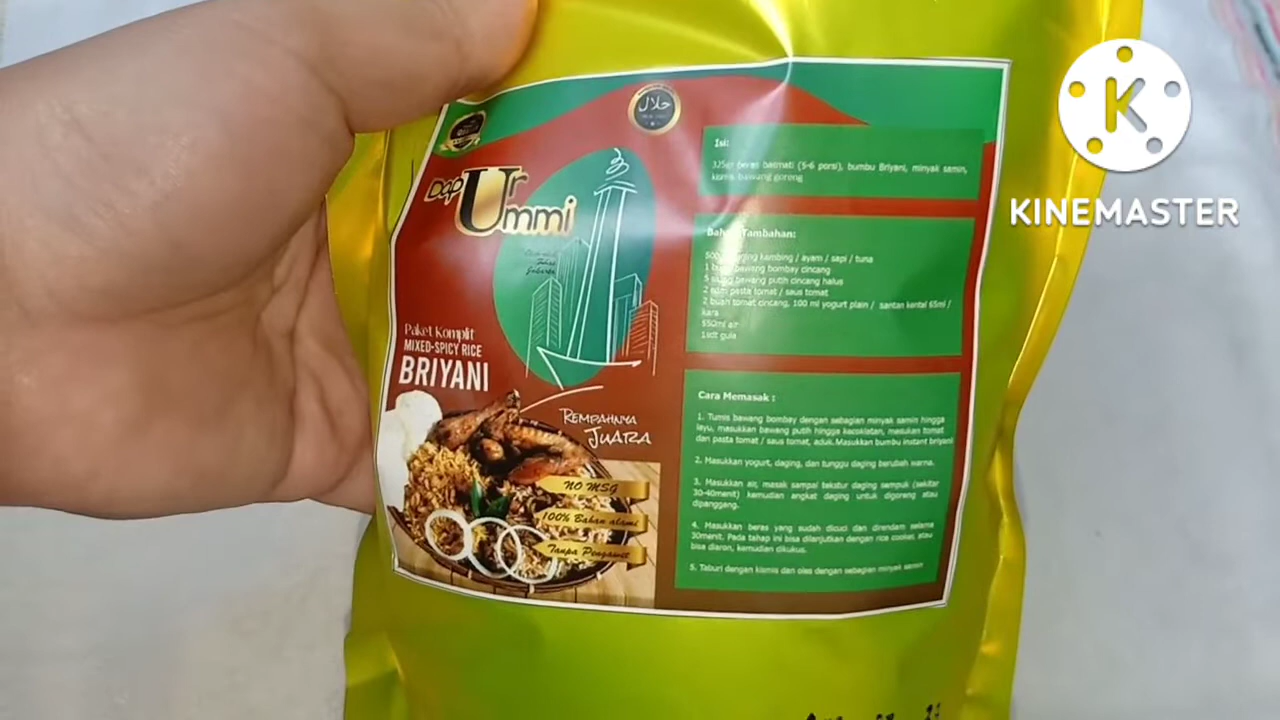 حلال
Dapur
Ummi
Paket Komplit
MIXED-SPICY RICE
BRIYANI
REMPAHNYA
JUARA
NO MSG
100% Bahan alami
Tanpa Pengawet
Isi:
325gr beras basmati (5-6 porsi), bumbu Briyani, minyak samin,
kismis, bawang goreng
Bahan Tambahan:
daging kambing / ayam / sapi / tuna
1 bawang bombay cincang
5 siung bawang putih cincang halus
2 sdm pasta tomat / saus tomat
2 buah tomat cincang, 100 ml yogurt plain / santan kental 65ml /
kara
550ml air
1sdt gula
Cara Memasak :
1. Tumis bawang bombay dengan sebagian minyak samin hingga
layu, masukkan bawang putih hingga kecoklatan, masukan tomat
dan pasta tomat / saus tomat, aduk. Masukkan bumbu instant briyani
2. Masukkan yogurt, daging, dan tunggu daging berubah warna.
3. Masukkan air, masak sampai tekstur daging empuk (sekitar
30-40menit) kemudian angkat daging untuk digoreng atau
dipanggang.
4. Masukkan beras yang sudah dicuci dan direndam selama
30menit. Pada tahap ini bisa dilanjutkan dengan rice cooker, atau
bisa diaron, kemudian dikukus.
5. Taburi dengan kismis dan oles dengan sebagian minyak samin
K
KINEMASTER